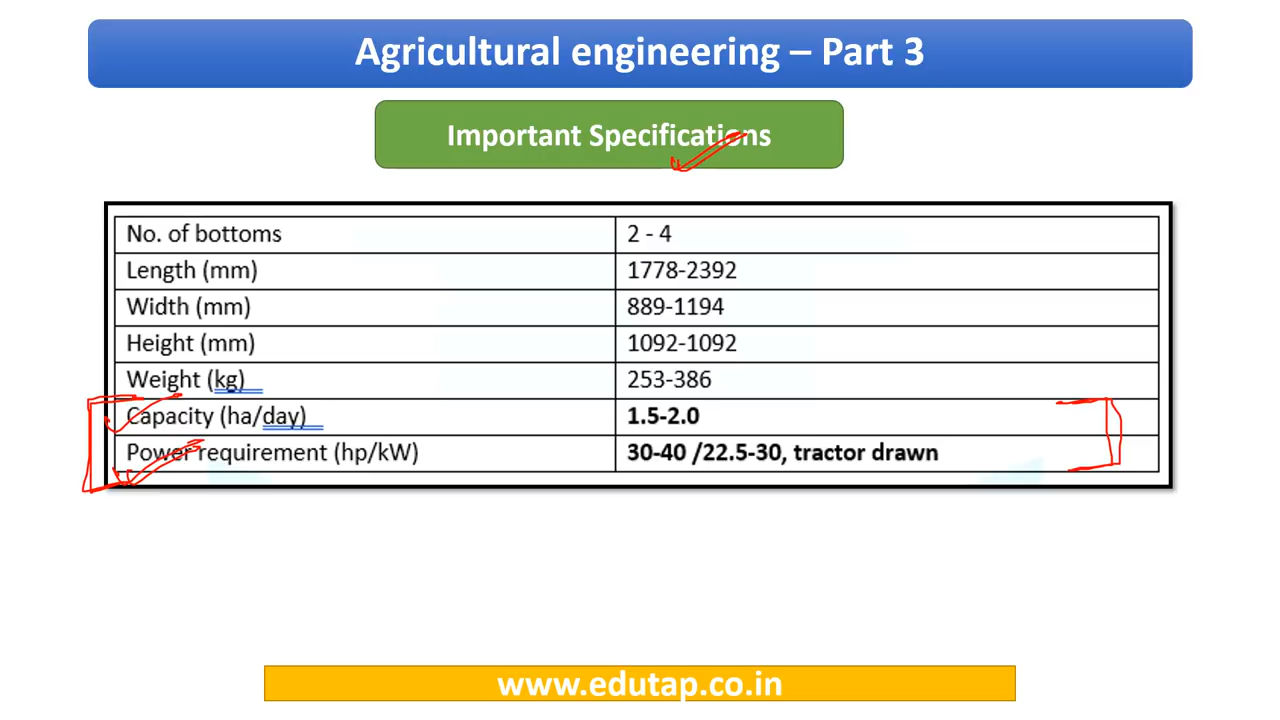 Agricultural engineering – Part 3
Important Specifications
No. of bottoms 2 - 4
Length (mm) 1778-2392
Width (mm) 889-1194
Height (mm) 1092-1092
Weight (kg) 253-386
Capacity (ha/day) 1.5-2.0
Power requirement (hp/kW) 30-40 /22.5-30, tractor drawn
www.edutap.co.in